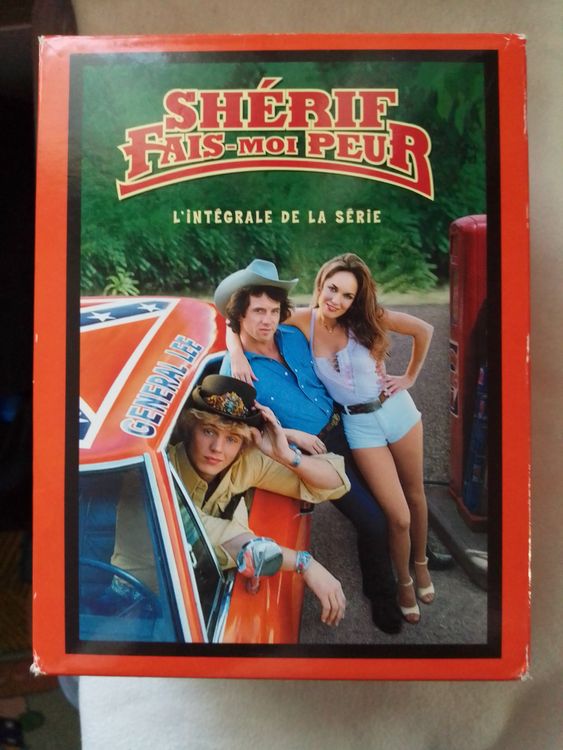 SHÉRIF
FAIS-MOI PEUR
L'INTÉGRALE DE LA SÉRIE
GENERAL LEE